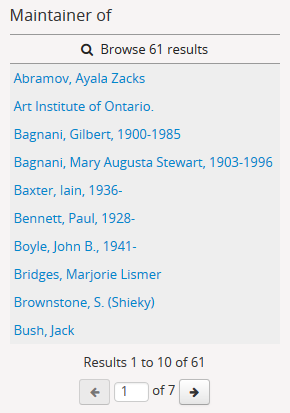 Maintainer of
Browse 61 results
Abramov, Ayala Zacks
Art Institute of Ontario.
Bagnani, Gilbert, 1900-1985
Bagnani, Mary Augusta Stewart, 1903-1996
Baxter, Iain, 1936-
Bennett, Paul, 1928-
Boyle, John B., 1941-
Bridges, Marjorie Lismer
Brownstone, S. (Shieky)
Bush, Jack
Results 1 to 10 of 61
1 of 7